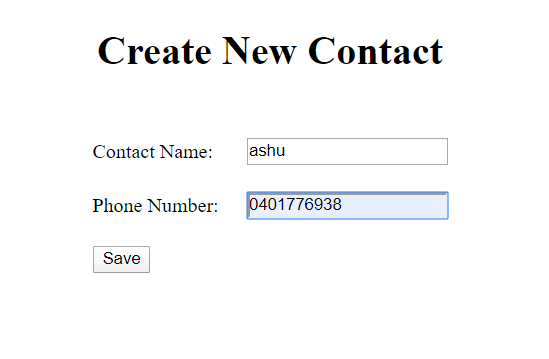 Create New Contact
Contact Name: ashu
Phone Number: 0401776938
Save